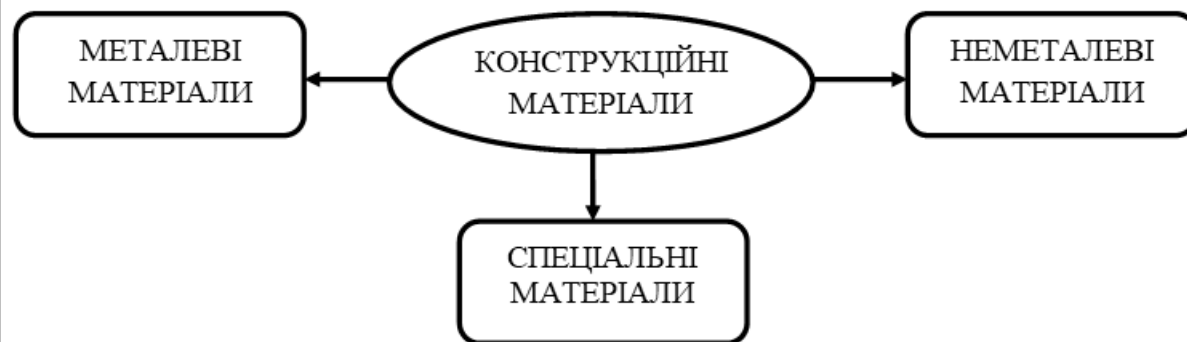 МЕТАЛЕВІ
МАТЕРІАЛИ
КОНСТРУКЦІЙНІ
МАТЕРІАЛИ
НЕМЕТАЛЕВІ
МАТЕРІАЛИ
СПЕЦІАЛЬНІ
МАТЕРІАЛИ